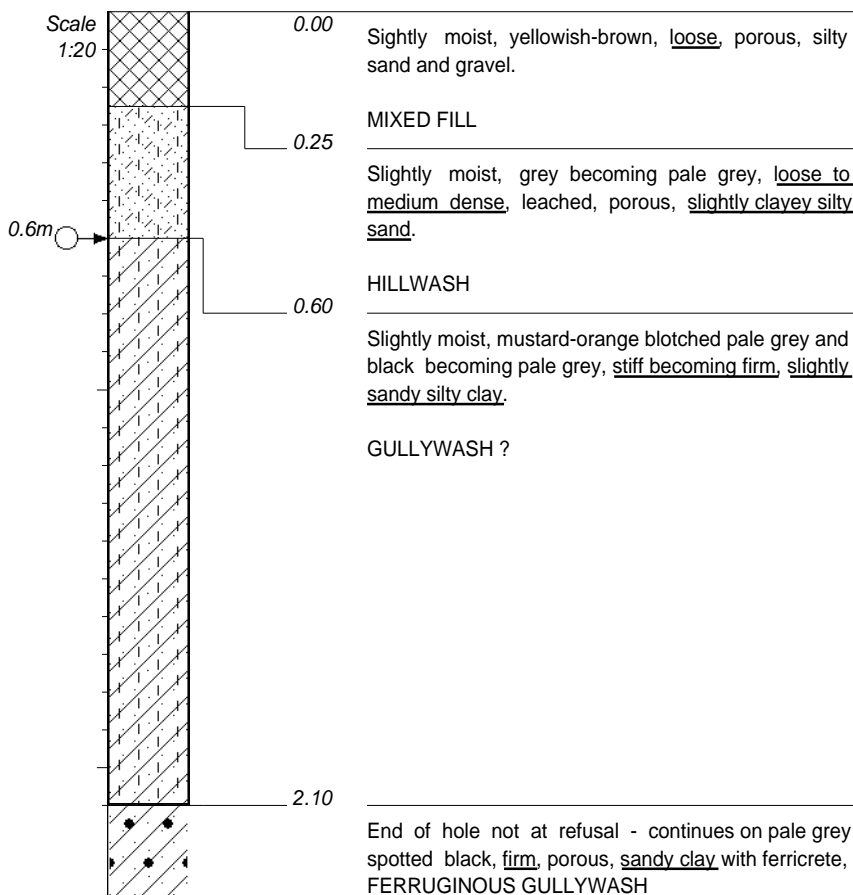 Scale
1:20
0.00
Sightly moist, yellowish-brown, loose, porous, silty
sand and gravel.
MIXED FILL
0.25
Slightly moist, grey becoming pale grey, loose to
medium dense, leached, porous, slightly clayey silty
sand.
0.6m
HILLWASH
0.60
Slightly moist, mustard-orange blotched pale grey and
black becoming pale grey, stiff becoming firm, slightly
sandy silty clay.
GULLYWASH ?
2.10
End of hole not at refusal - continues on pale grey
spotted black, firm, porous, sandy clay with ferricrete,
FERRUGINOUS GULLYWASH